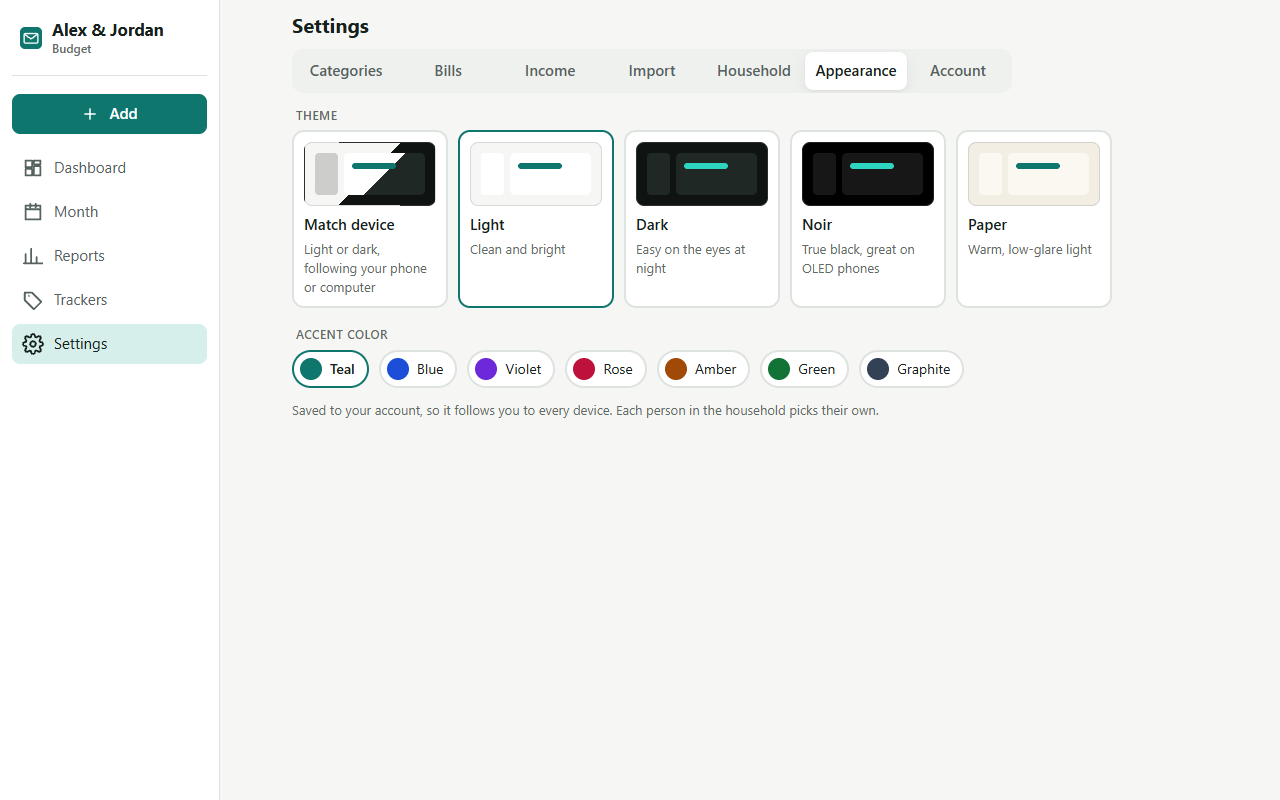 Alex & Jordan
Budget
Add
Dashboard
Month
Reports
Trackers
Settings
Settings
Categories
Bills
Income
Import
Household
Appearance
Account
THEME
Match device
Light or dark,
following your phone
or computer
Light
Clean and bright
Dark
Easy on the eyes at
night
Noir
True black, great on
OLED phones
Paper
Warm, low-glare light
ACCENT COLOR
Teal
Blue
Violet
Rose
Amber
Green
Graphite
Saved to your account, so it follows you to every device. Each person in the household picks their own.